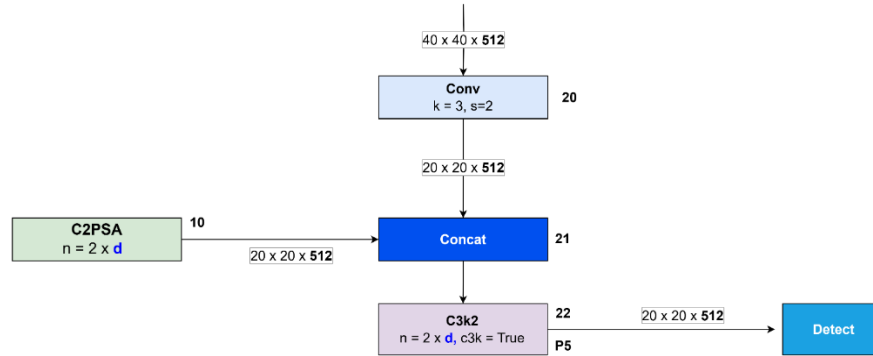 40 x 40 x 512
Conv
k = 3, s=2
20
20 x 20 x 512
C2PSA
n = 2 x d
10
20 x 20 x 512
Concat
21
C3k2
n = 2 x d, c3k = True
22
P5
20 x 20 x 512
Detect